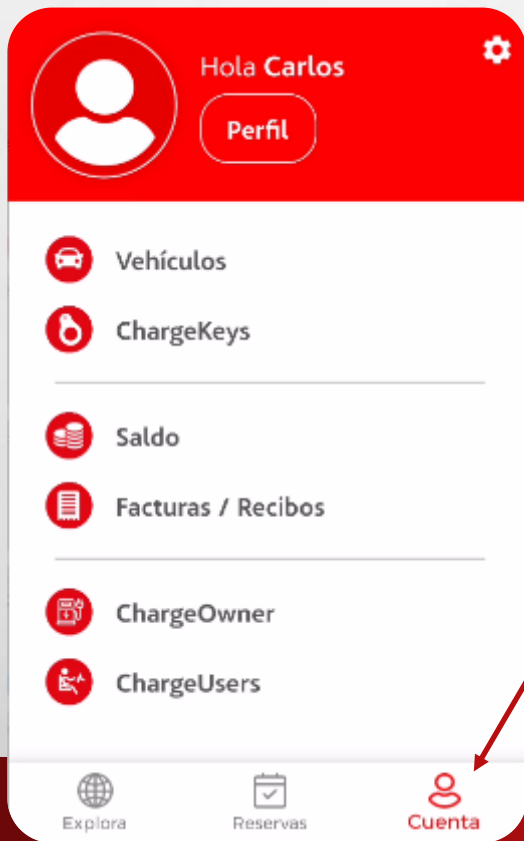 Hola Carlos
Perfil
Vehículos
ChargeKeys
Saldo
Facturas / Recibos
ChargeOwner
ChargeUsers
Explora
Reservas
Cuenta